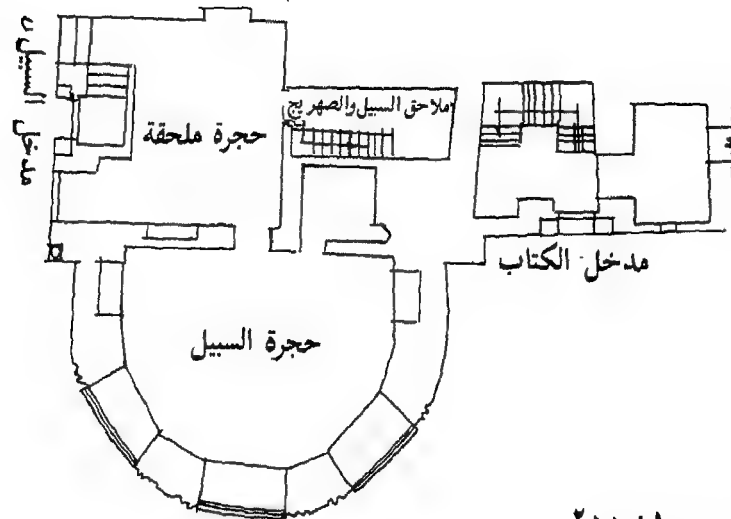 مدخل السبيل
ملاحق السبيل والصهريج
حجرة ملحقة
مدخل الكتاب
حجرة السبيل